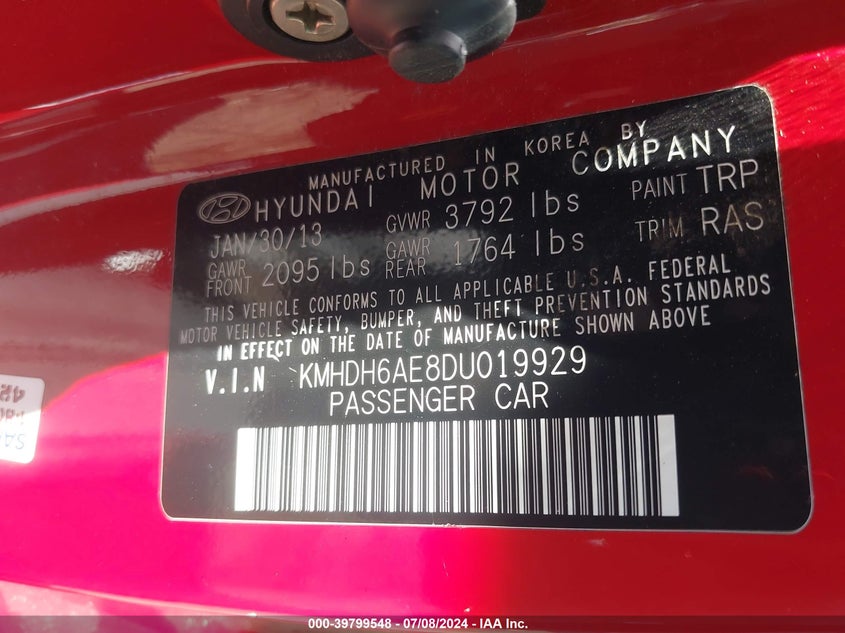 MANUFACTURED IN KOREA BY
HYUNDAI MOTOR COMPANY
JAN/30/13 GVWR 3792 lbs PAINT TRP
GAWR FRONT 2095 lbs GAWR REAR 1764 lbs TRIM RAS
THIS VEHICLE CONFORMS TO ALL APPLICABLE U.S.A. FEDERAL
MOTOR VEHICLE SAFETY, BUMPER, AND THEFT PREVENTION STANDARDS
IN EFFECT ON THE DATE OF MANUFACTURE SHOWN ABOVE
V.I.N KMHDH6AE8DU019929
PASSENGER CAR
000-39799548 - 07/08/2024 - IAA Inc.